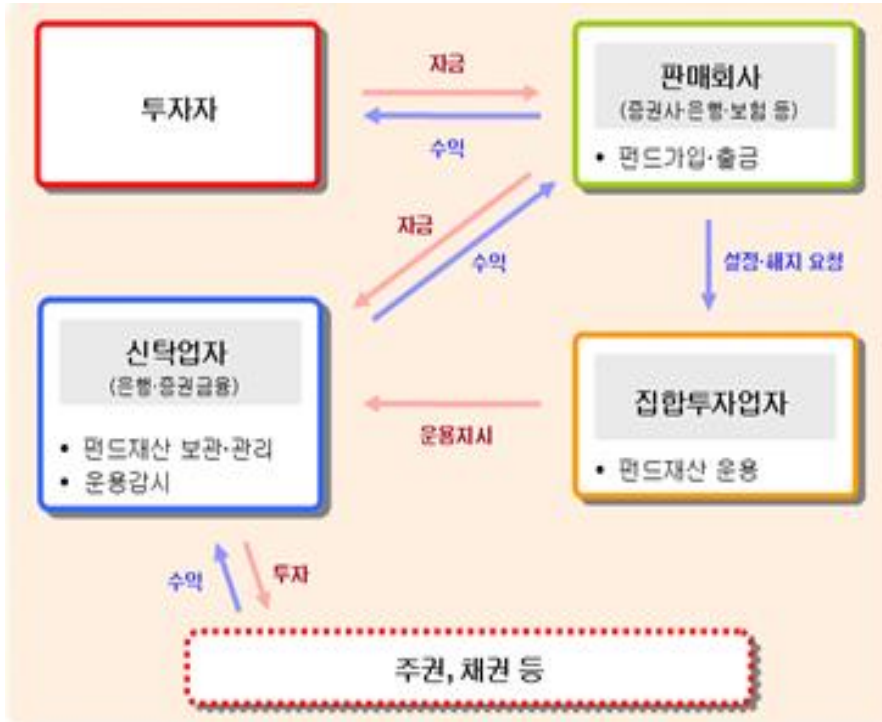 투자자
자금
수익
판매회사
(증권사·은행·보험 등)
• 펀드가입·출금
자금
수익
설정·해지 요청
신탁업자
(은행·증권금융)
• 펀드재산 보관·관리
• 운용감시
운용지시
집합투자업자
• 펀드재산 운용
수익
투자
주권, 채권 등